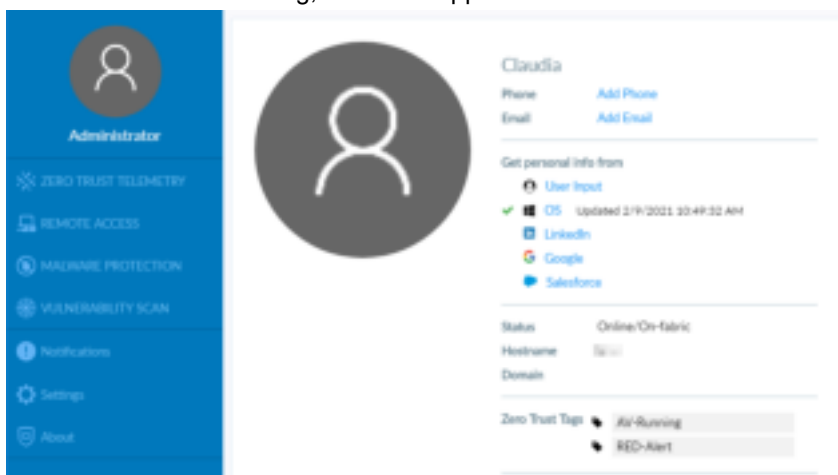 Administrator
ZERO TRUST TELEMETRY
REMOTE ACCESS
MALWARE PROTECTION
VULNERABILITY SCAN
Notifications
Settings
About
Claudia
Phone Add Phone
Email Add Email
Get personal info from
User Input
OS Updated 2/9/2021 10:49:32 AM
LinkedIn
Google
Salesforce
Status Online/On-fabric
Hostname
Domain
Zero Trust Tags AV-Running
RED-Alert